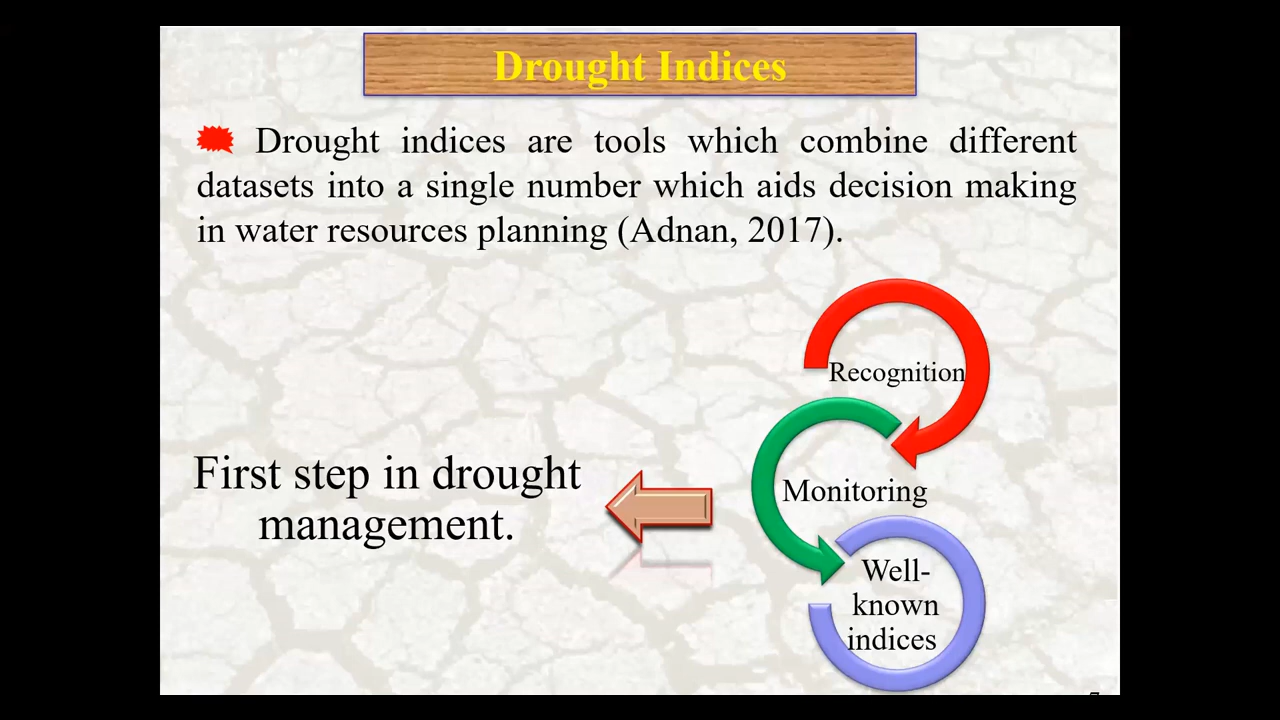 Drought Indices
Drought indices are tools which combine different
datasets into a single number which aids decision making
in water resources planning (Adnan, 2017).
Recognition
Monitoring
Well-
known
indices
First step in drought
management.